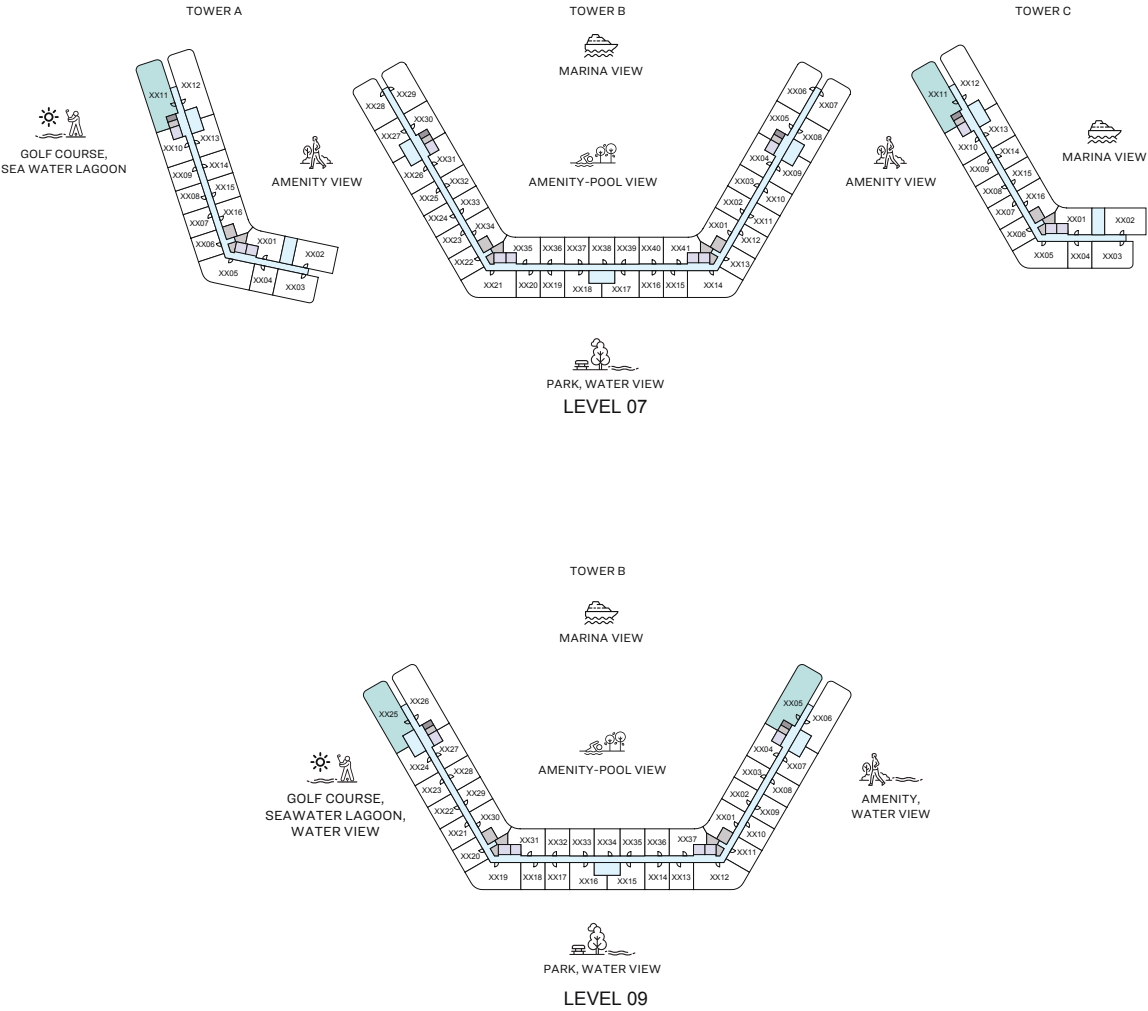 TOWER A
TOWER B
TOWER C
MARINA VIEW
GOLF COURSE,
SEA WATER LAGOON
AMENITY VIEW
AMENITY-POOL VIEW
AMENITY VIEW
MARINA VIEW
XX11
XX12
XX10
XX13
XX09
XX14
XX08
XX15
XX07
XX16
XX06
XX01
XX02
XX05
XX04
XX03
XX28
XX29
XX27
XX30
XX26
XX31
XX25
XX32
XX24
XX33
XX23
XX34
XX22
XX35
XX36
XX37
XX38
XX39
XX40
XX41
XX21
XX20
XX19
XX18
XX17
XX16
XX15
XX14
XX06
XX07
XX05
XX08
XX04
XX09
XX03
XX10
XX02
XX11
XX01
XX12
XX13
XX11
XX12
XX10
XX13
XX09
XX14
XX08
XX15
XX07
XX16
XX06
XX01
XX02
XX05
XX04
XX03
PARK, WATER VIEW
LEVEL 07
TOWER B
MARINA VIEW
GOLF COURSE,
SEAWATER LAGOON,
WATER VIEW
AMENITY-POOL VIEW
AMENITY,
WATER VIEW
XX25
XX26
XX24
XX27
XX23
XX28
XX22
XX29
XX21
XX30
XX20
XX31
XX32
XX33
XX34
XX35
XX36
XX37
XX19
XX18
XX17
XX16
XX15
XX14
XX13
XX12
XX05
XX06
XX04
XX07
XX03
XX08
XX02
XX09
XX01
XX10
XX11
PARK, WATER VIEW
LEVEL 09